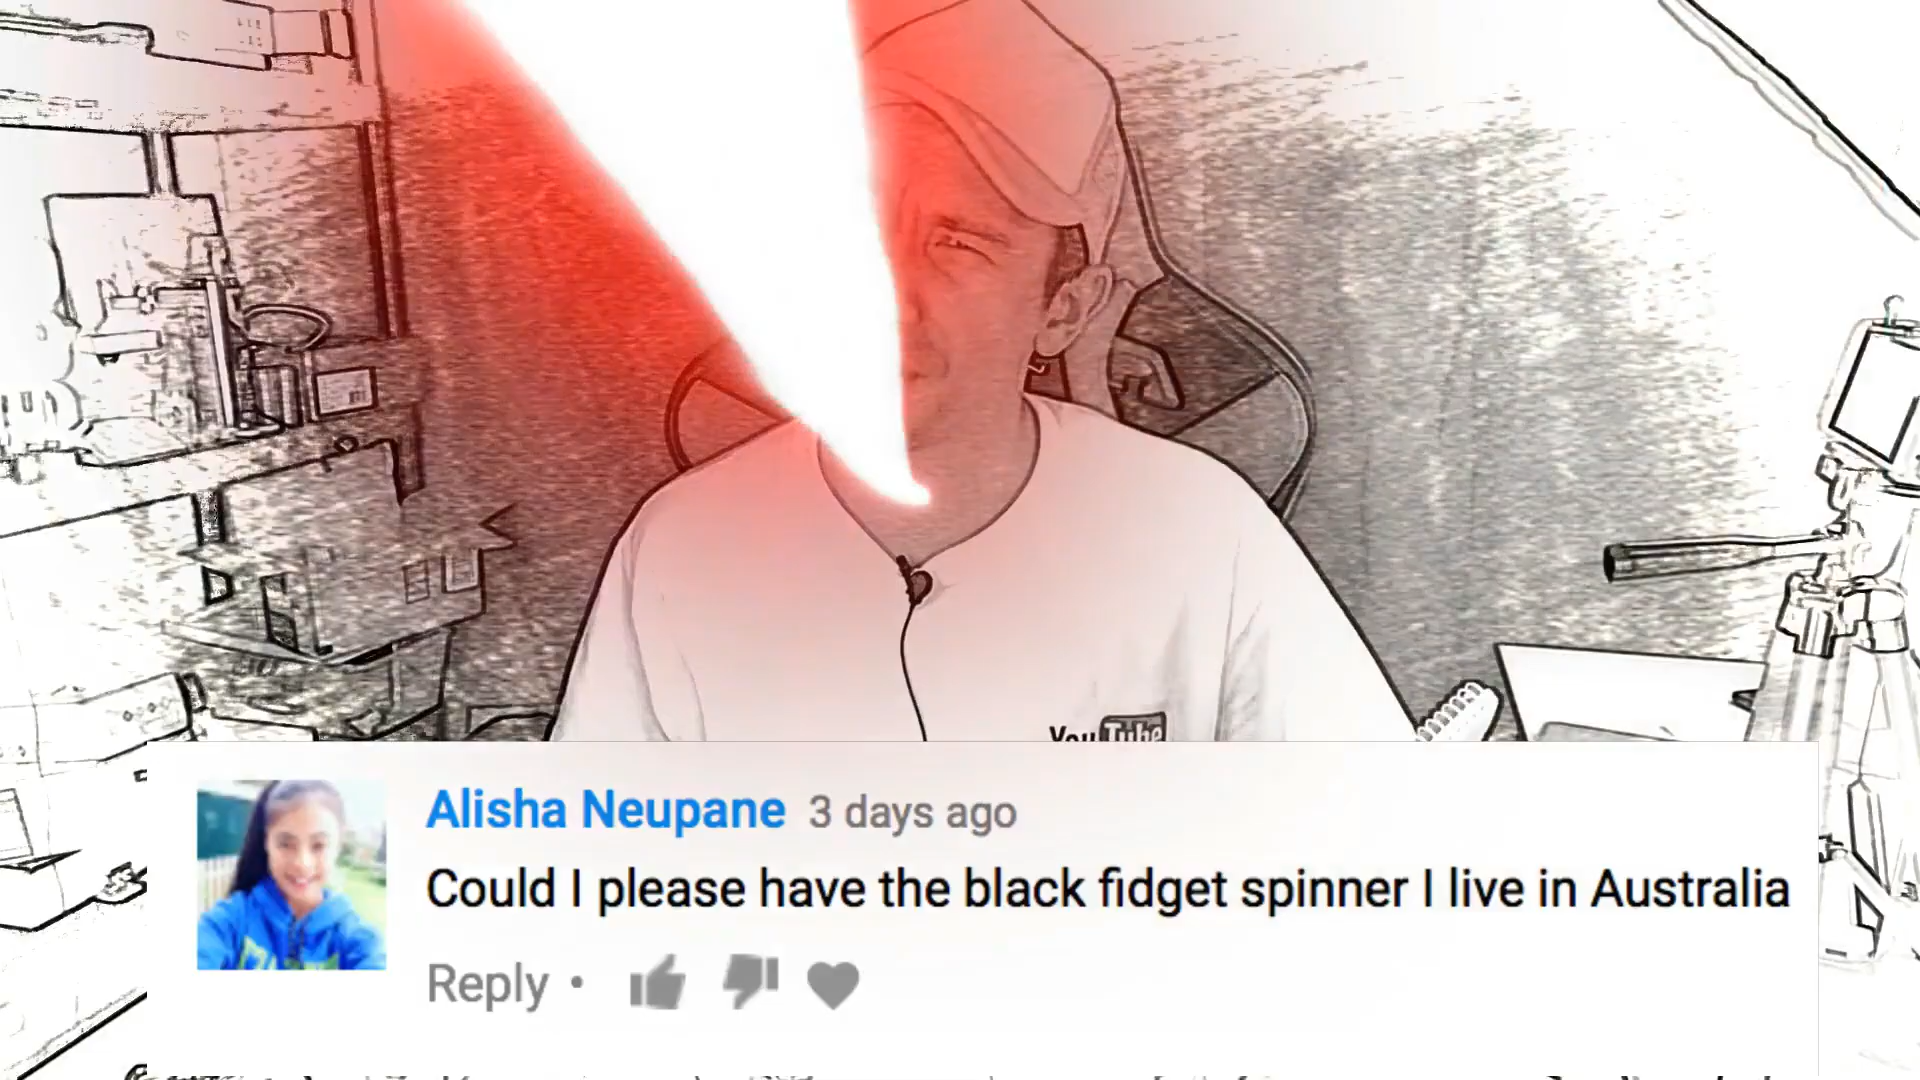 YouTube
Alisha Neupane 3 days ago
Could I please have the black fidget spinner I live in Australia
Reply •